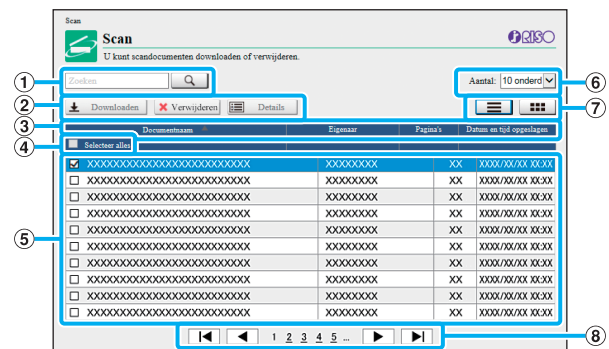 Scan
Scan
RISO
U kunt scandocumenten downloaden of verwijderen.
1
Zoeken
Aantal: 10 onderd
6
2
Downloaden
Verwijderen
Details
7
3
Documentnaam
Eigenaar
Pagina's
Datum en tijd opgeslagen
4
Selecteer alles
XXXXXXXXXXXXXXXXXXXXXXXXX XXXXXXXX XX XXXX/XX/XX XX:XX
XXXXXXXXXXXXXXXXXXXXXXXXX XXXXXXXX XX XXXX/XX/XX XX:XX
XXXXXXXXXXXXXXXXXXXXXXXXX XXXXXXXX XX XXXX/XX/XX XX:XX
XXXXXXXXXXXXXXXXXXXXXXXXX XXXXXXXX XX XXXX/XX/XX XX:XX
XXXXXXXXXXXXXXXXXXXXXXXXX XXXXXXXX XX XXXX/XX/XX XX:XX
5
XXXXXXXXXXXXXXXXXXXXXXXXX XXXXXXXX XX XXXX/XX/XX XX:XX
XXXXXXXXXXXXXXXXXXXXXXXXX XXXXXXXX XX XXXX/XX/XX XX:XX
XXXXXXXXXXXXXXXXXXXXXXXXX XXXXXXXX XX XXXX/XX/XX XX:XX
XXXXXXXXXXXXXXXXXXXXXXXXX XXXXXXXX XX XXXX/XX/XX XX:XX
XXXXXXXXXXXXXXXXXXXXXXXXX XXXXXXXX XX XXXX/XX/XX XX:XX
1 2 3 4 5 ...
8